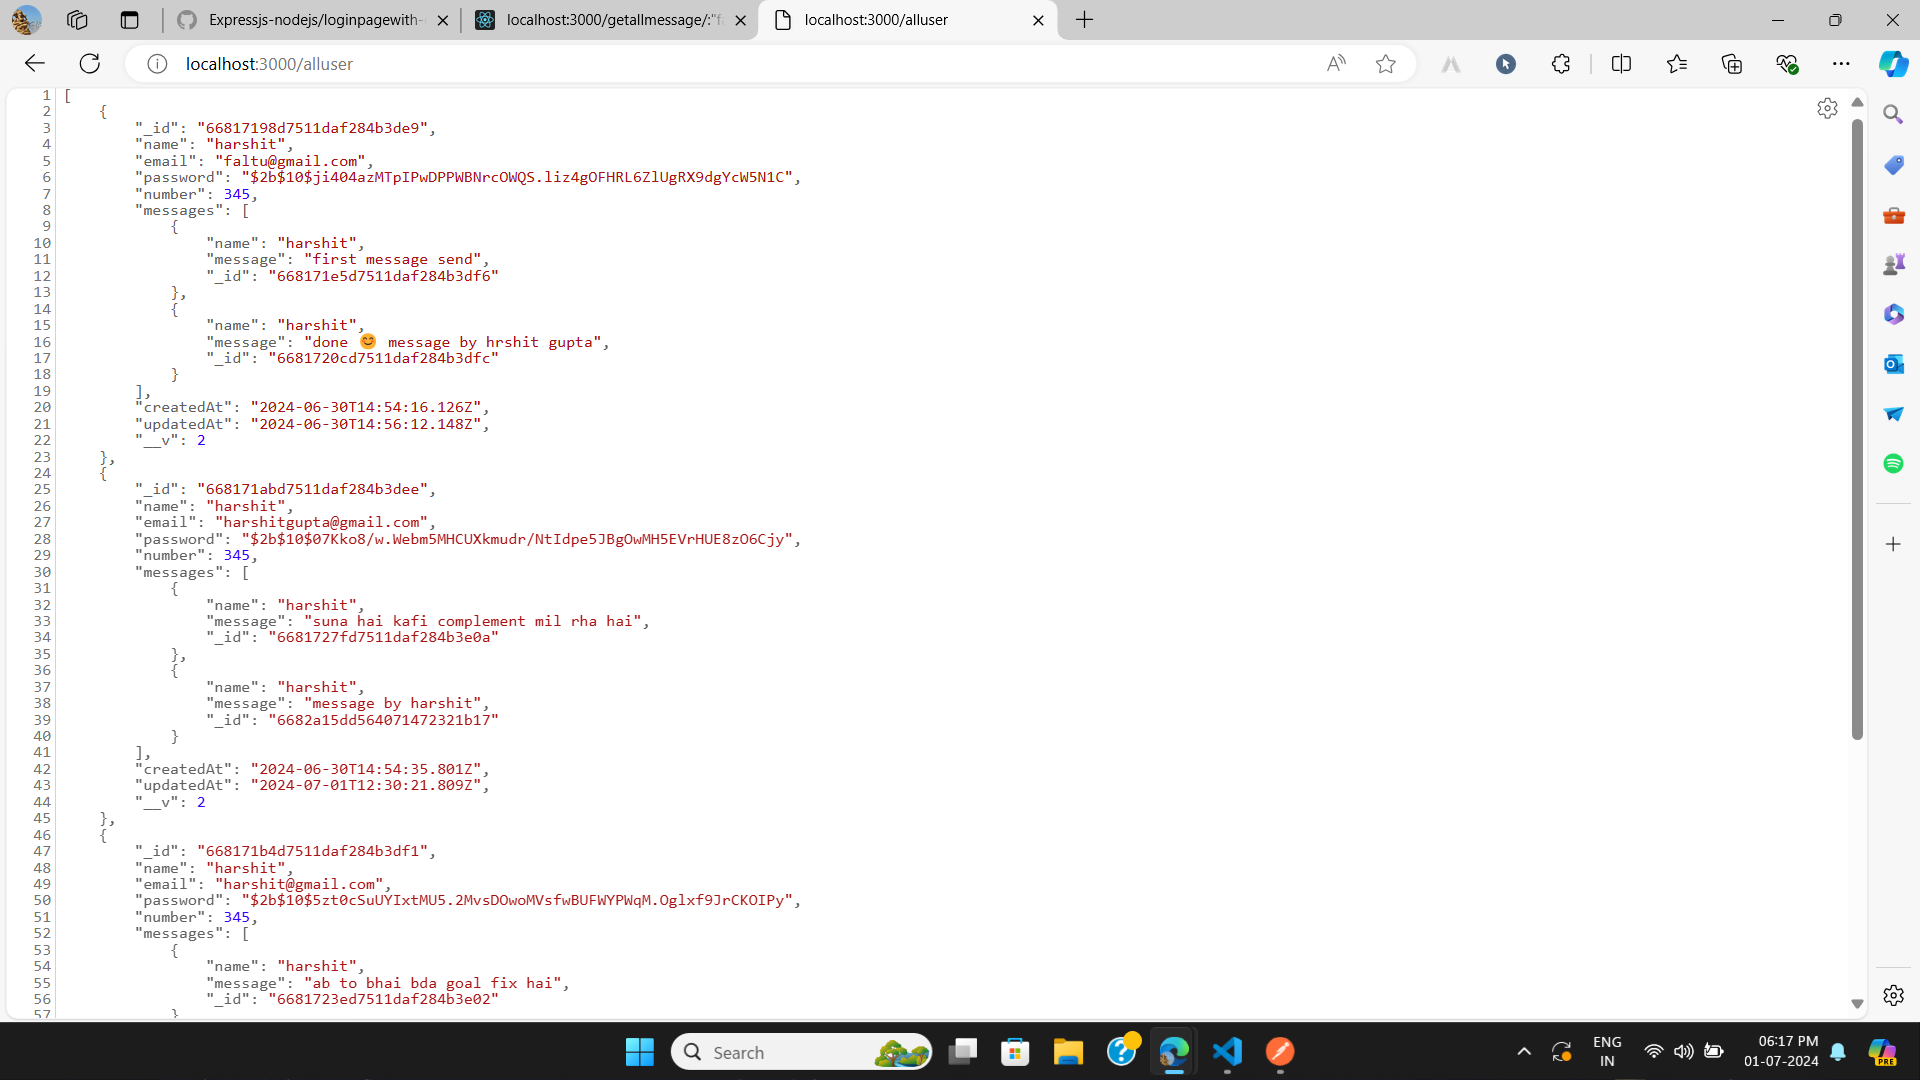 Expressjs-nodejs/loginpagewith-
localhost:3000/getallmessage/:"f
localhost:3000/alluser
localhost:3000/alluser
1 [
2 {
3 "_id": "66817198d7511daf284b3de9",
4 "name": "harshit",
5 "email": "faltu@gmail.com",
6 "password": "$2b$10$ji404azMTpIPwDPPWBNrcOWQS.liz4gOFHRL6ZlUgRX9dgYcW5N1C",
7 "number": 345,
8 "messages": [
9 {
10 "name": "harshit",
11 "message": "first message send",
12 "_id": "668171e5d7511daf284b3df6"
13 },
14 {
15 "name": "harshit",
16 "message": "done 😊 message by hrshit gupta",
17 "_id": "6681720cd7511daf284b3dfc"
18 }
19 ],
20 "createdAt": "2024-06-30T14:54:16.126Z",
21 "updatedAt": "2024-06-30T14:56:12.148Z",
22 "__v": 2
23 },
24 {
25 "_id": "668171abd7511daf284b3dee",
26 "name": "harshit",
27 "email": "harshitgupta@gmail.com",
28 "password": "$2b$10$07Kko8/w.Webm5MHCUXkmudr/NtIdpe5JBgOwMH5EVrHUE8zO6Cjy",
29 "number": 345,
30 "messages": [
31 {
32 "name": "harshit",
33 "message": "suna hai kafi complement mil rha hai",
34 "_id": "6681727fd7511daf284b3e0a"
35 },
36 {
37 "name": "harshit",
38 "message": "message by harshit",
39 "_id": "6682a15dd564071472321b17"
40 }
41 ],
42 "createdAt": "2024-06-30T14:54:35.801Z",
43 "updatedAt": "2024-07-01T12:30:21.809Z",
44 "__v": 2
45 },
46 {
47 "_id": "668171b4d7511daf284b3df1",
48 "name": "harshit",
49 "email": "harshit@gmail.com",
50 "password": "$2b$10$5zt0cSuUYIxtMU5.2MvsDOwoMVsfwBUFWYPWqM.Oglxf9JrCKOIPy",
51 "number": 345,
52 "messages": [
53 {
54 "name": "harshit",
55 "message": "ab to bhai bda goal fix hai",
56 "_id": "6681723ed7511daf284b3e02"
57 }
Search
ENG
IN
06:17 PM
01-07-2024
PRE